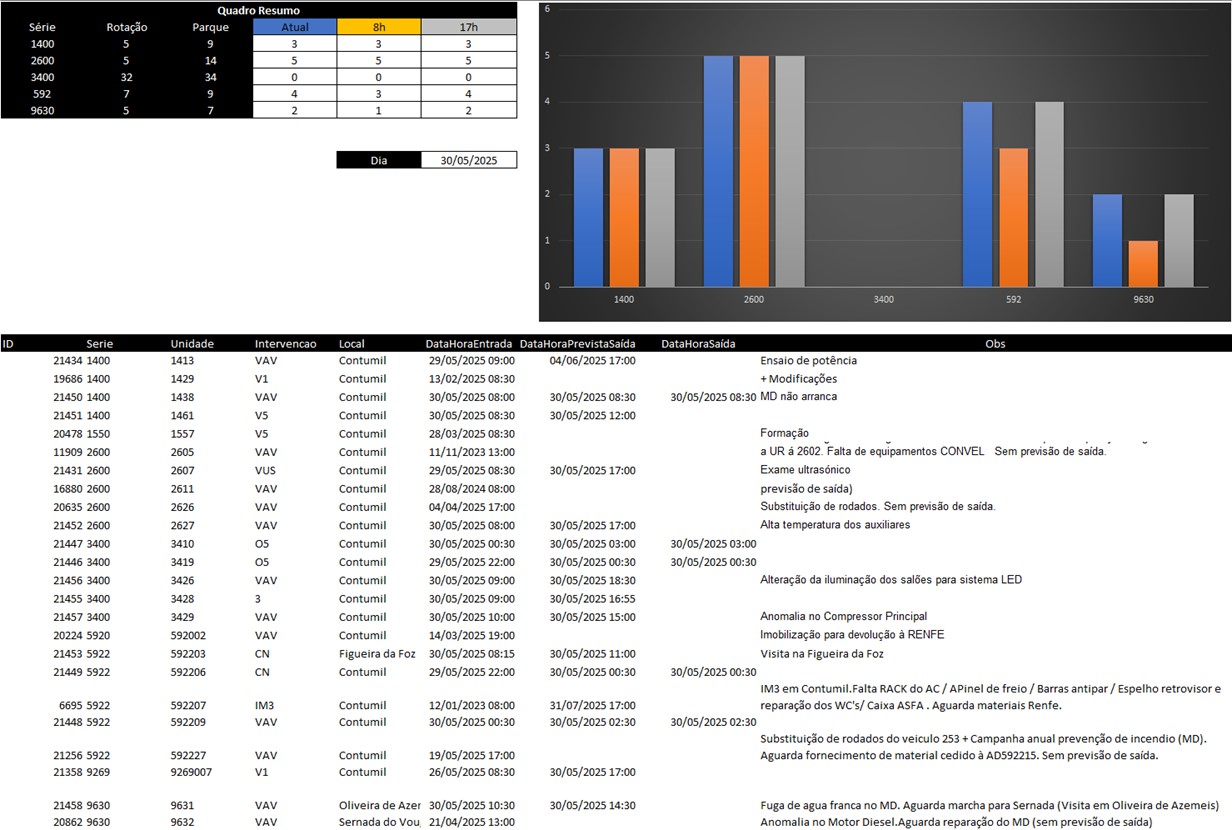 Quadro Resumo
Série Rotação Parque Atual 8h 17h
1400 5 9 3 3 3
2600 5 14 5 5 5
3400 32 34 0 0 0
592 7 9 4 3 4
9630 5 7 2 1 2
Dia 30/05/2025
6
5
4
3
2
1
0
1400 2600 3400 592 9630
ID Serie Unidade Intervencao Local DataHoraEntrada DataHoraPrevistaSaída DataHoraSaída Obs
21434 1400 1413 VAV Contumil 29/05/2025 09:00 04/06/2025 17:00 Ensaio de potência
19686 1400 1429 V1 Contumil 13/02/2025 08:30 + Modificações
21450 1400 1438 VAV Contumil 30/05/2025 08:00 30/05/2025 08:30 30/05/2025 08:30 MD não arranca
21451 1400 1461 V5 Contumil 30/05/2025 08:30 30/05/2025 12:00
20478 1550 1557 V5 Contumil 28/03/2025 08:30 Formação
11909 2600 2605 VAV Contumil 11/11/2023 13:00 a UR á 2602. Falta de equipamentos CONVEL Sem previsão de saída.
21431 2600 2607 VUS Contumil 29/05/2025 08:30 30/05/2025 17:00 Exame ultrasónico
16880 2600 2611 VAV Contumil 28/08/2024 08:00 previsão de saída)
20635 2600 2626 VAV Contumil 04/04/2025 17:00 Substituição de rodados. Sem previsão de saída.
21452 2600 2627 VAV Contumil 30/05/2025 08:00 30/05/2025 17:00 Alta temperatura dos auxiliares
21447 3400 3410 O5 Contumil 30/05/2025 00:30 30/05/2025 03:00 30/05/2025 03:00
21446 3400 3419 O5 Contumil 29/05/2025 22:00 30/05/2025 00:30 30/05/2025 00:30
21456 3400 3426 VAV Contumil 30/05/2025 09:00 30/05/2025 18:30 Alteração da iluminação dos salões para sistema LED
21455 3400 3428 3 Contumil 30/05/2025 09:00 30/05/2025 16:55
21457 3400 3429 VAV Contumil 30/05/2025 10:00 30/05/2025 15:00 Anomalia no Compressor Principal
20224 5920 592002 VAV Contumil 14/03/2025 19:00 Imobilização para devolução à RENFE
21453 5922 592203 CN Figueira da Foz 30/05/2025 08:15 30/05/2025 11:00 Visita na Figueira da Foz
21449 5922 592206 CN Contumil 29/05/2025 22:00 30/05/2025 00:30 30/05/2025 00:30
IM3 em Contumil.Falta RACK do AC / APinel de freio / Barras antipar / Espelho retrovisor e
6695 5922 592207 IM3 Contumil 12/01/2023 08:00 31/07/2025 17:00 reparação dos WC's/ Caixa ASFA . Aguarda materiais Renfe.
21448 5922 592209 VAV Contumil 30/05/2025 00:30 30/05/2025 02:30 30/05/2025 02:30
Substituição de rodados do veiculo 253 + Campanha anual prevenção de incendio (MD).
21256 5922 592227 VAV Contumil 19/05/2025 17:00 Aguarda fornecimento de material cedido à AD592215. Sem previsão de saída.
21358 9269 9269007 V1 Contumil 26/05/2025 08:30 30/05/2025 17:00
21458 9630 9631 VAV Oliveira de Azer 30/05/2025 10:30 30/05/2025 14:30 Fuga de agua franca no MD. Aguarda marcha para Sernada (Visita em Oliveira de Azemeis)
20862 9630 9632 VAV Sernada do Vou 21/04/2025 13:00 Anomalia no Motor Diesel.Aguarda reparação do MD (sem previsão de saída)